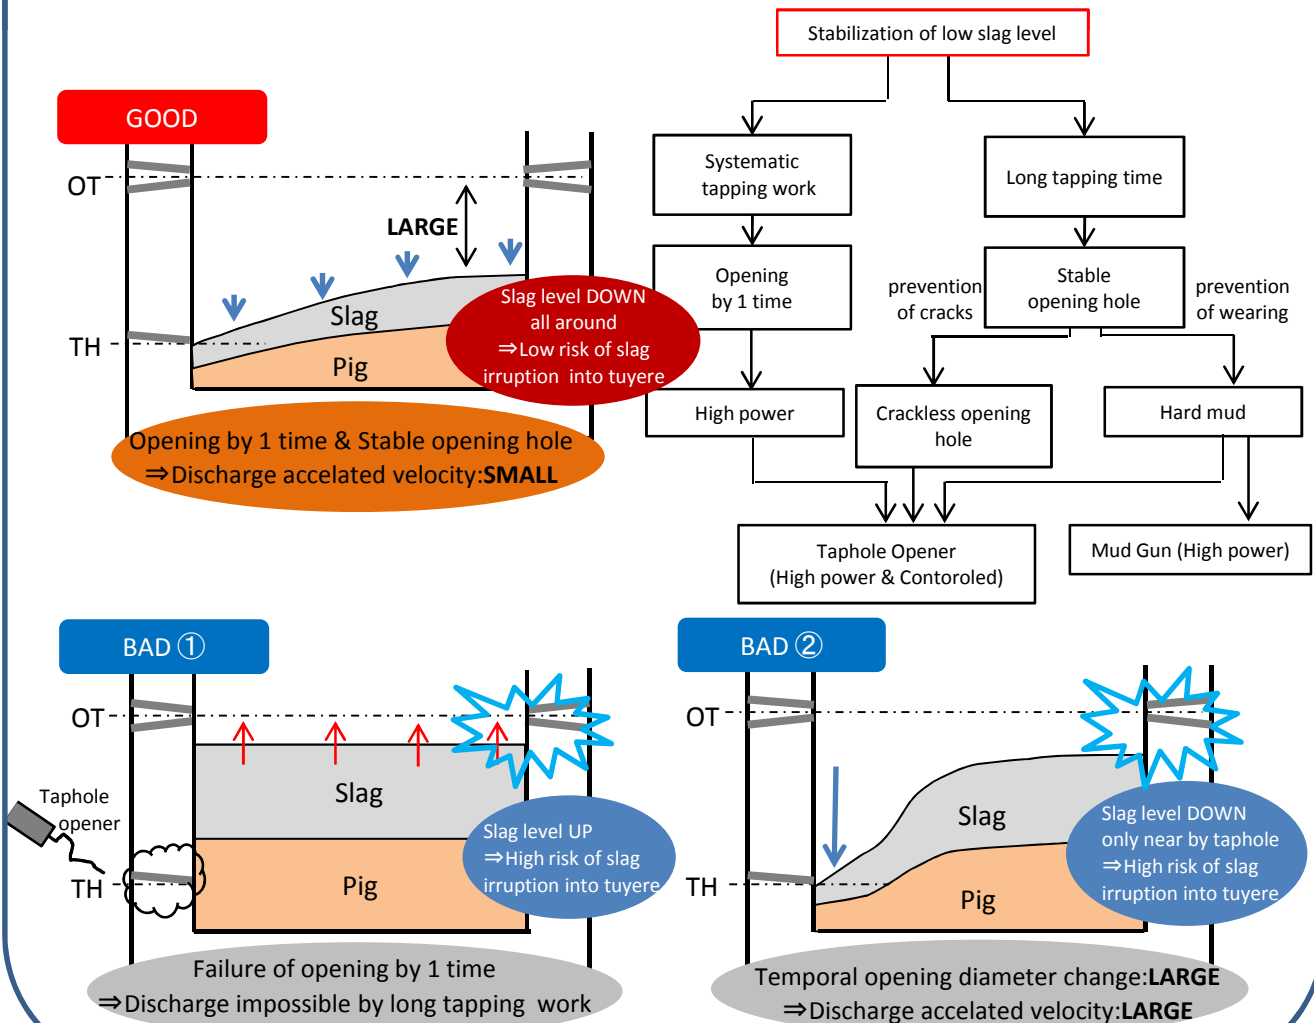 Stabilization of low slag level
GOOD
OT
LARGE
Slag
TH
Pig
Slag level DOWN
all around
⇒Low risk of slag
irruption into tuyere
Opening by 1 time & Stable opening hole
⇒Discharge accelated velocity:SMALL
Systematic
tapping work
Long tapping time
Opening
by 1 time
prevention
of cracks
Stable
opening hole
prevention
of wearing
High power
Crackless opening
hole
Hard mud
Taphole Opener
(High power & Contoroled)
Mud Gun (High power)
BAD ①
OT
Slag
Taphole
opener
TH
Pig
Slag level UP
⇒High risk of slag
irruption into tuyere
Failure of opening by 1 time
⇒Discharge impossible by long tapping work
BAD ②
OT
Slag
TH
Pig
Slag level DOWN
only near by taphole
⇒High risk of slag
irruption into tuyere
Temporal opening diameter change:LARGE
⇒Discharge accelated velocity:LARGE